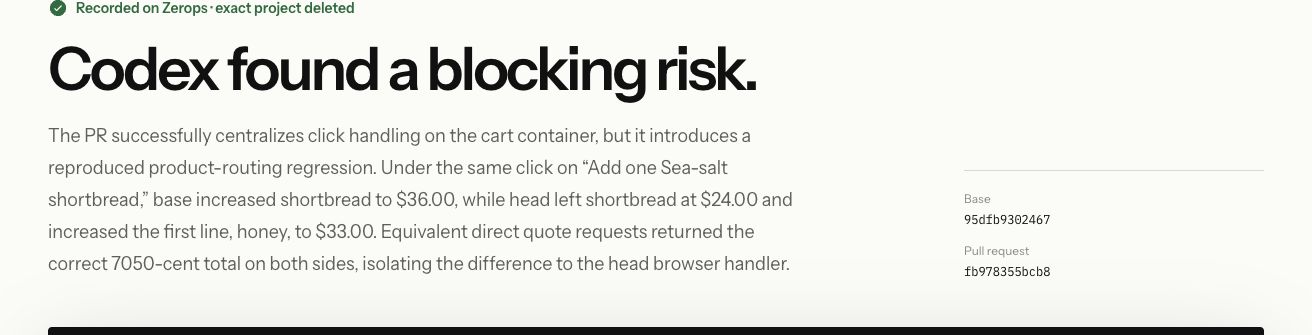 Recorded on Zerops · exact project deleted
Codex found a blocking risk.
The PR successfully centralizes click handling on the cart container, but it introduces a
reproduced product-routing regression. Under the same click on “Add one Sea-salt
shortbread,” base increased shortbread to $36.00, while head left shortbread at $24.00 and
increased the first line, honey, to $33.00. Equivalent direct quote requests returned the
correct 7050-cent total on both sides, isolating the difference to the head browser handler.
Base
95dfb9302467
Pull request
fb978355bcb8